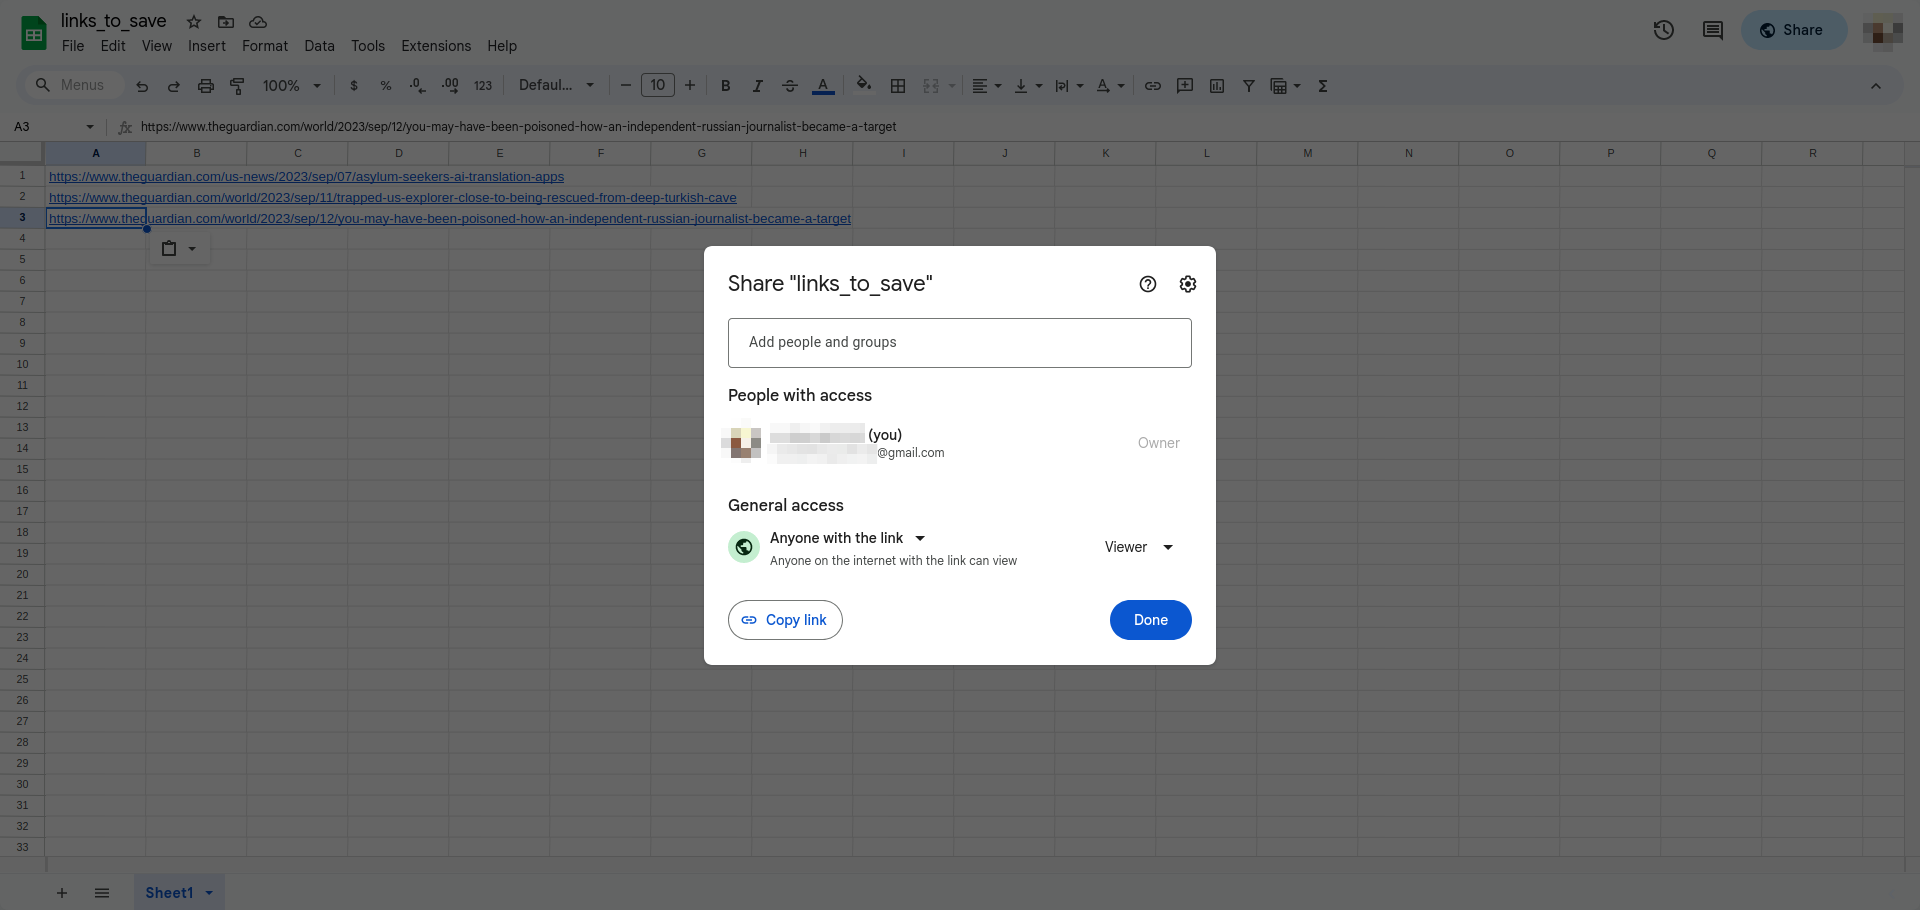 links_to_save
File Edit View Insert Format Data Tools Extensions Help
Share
Menus 100% $ % .0 .00 123 Defaul... 10 B I A A Σ
A3 fx https://www.theguardian.com/world/2023/sep/12/you-may-have-been-poisoned-how-an-independent-russian-journalist-became-a-target
A B C D E F G H I J K L M N O P Q R
1 https://www.theguardian.com/us-news/2023/sep/07/asylum-seekers-ai-translation-apps
2 https://www.theguardian.com/world/2023/sep/11/trapped-us-explorer-close-to-being-rescued-from-deep-turkish-cave
3 https://www.theguardian.com/world/2023/sep/12/you-may-have-been-poisoned-how-an-independent-russian-journalist-became-a-target
4
5
6
7
8
9
10
11
12
13
14
15
16
17
18
19
20
21
22
23
24
25
26
27
28
29
30
31
32
33
Share "links_to_save"
Add people and groups
People with access
(you)
@gmail.com
Owner
General access
Anyone with the link
Anyone on the internet with the link can view
Viewer
Copy link
Done
Sheet1